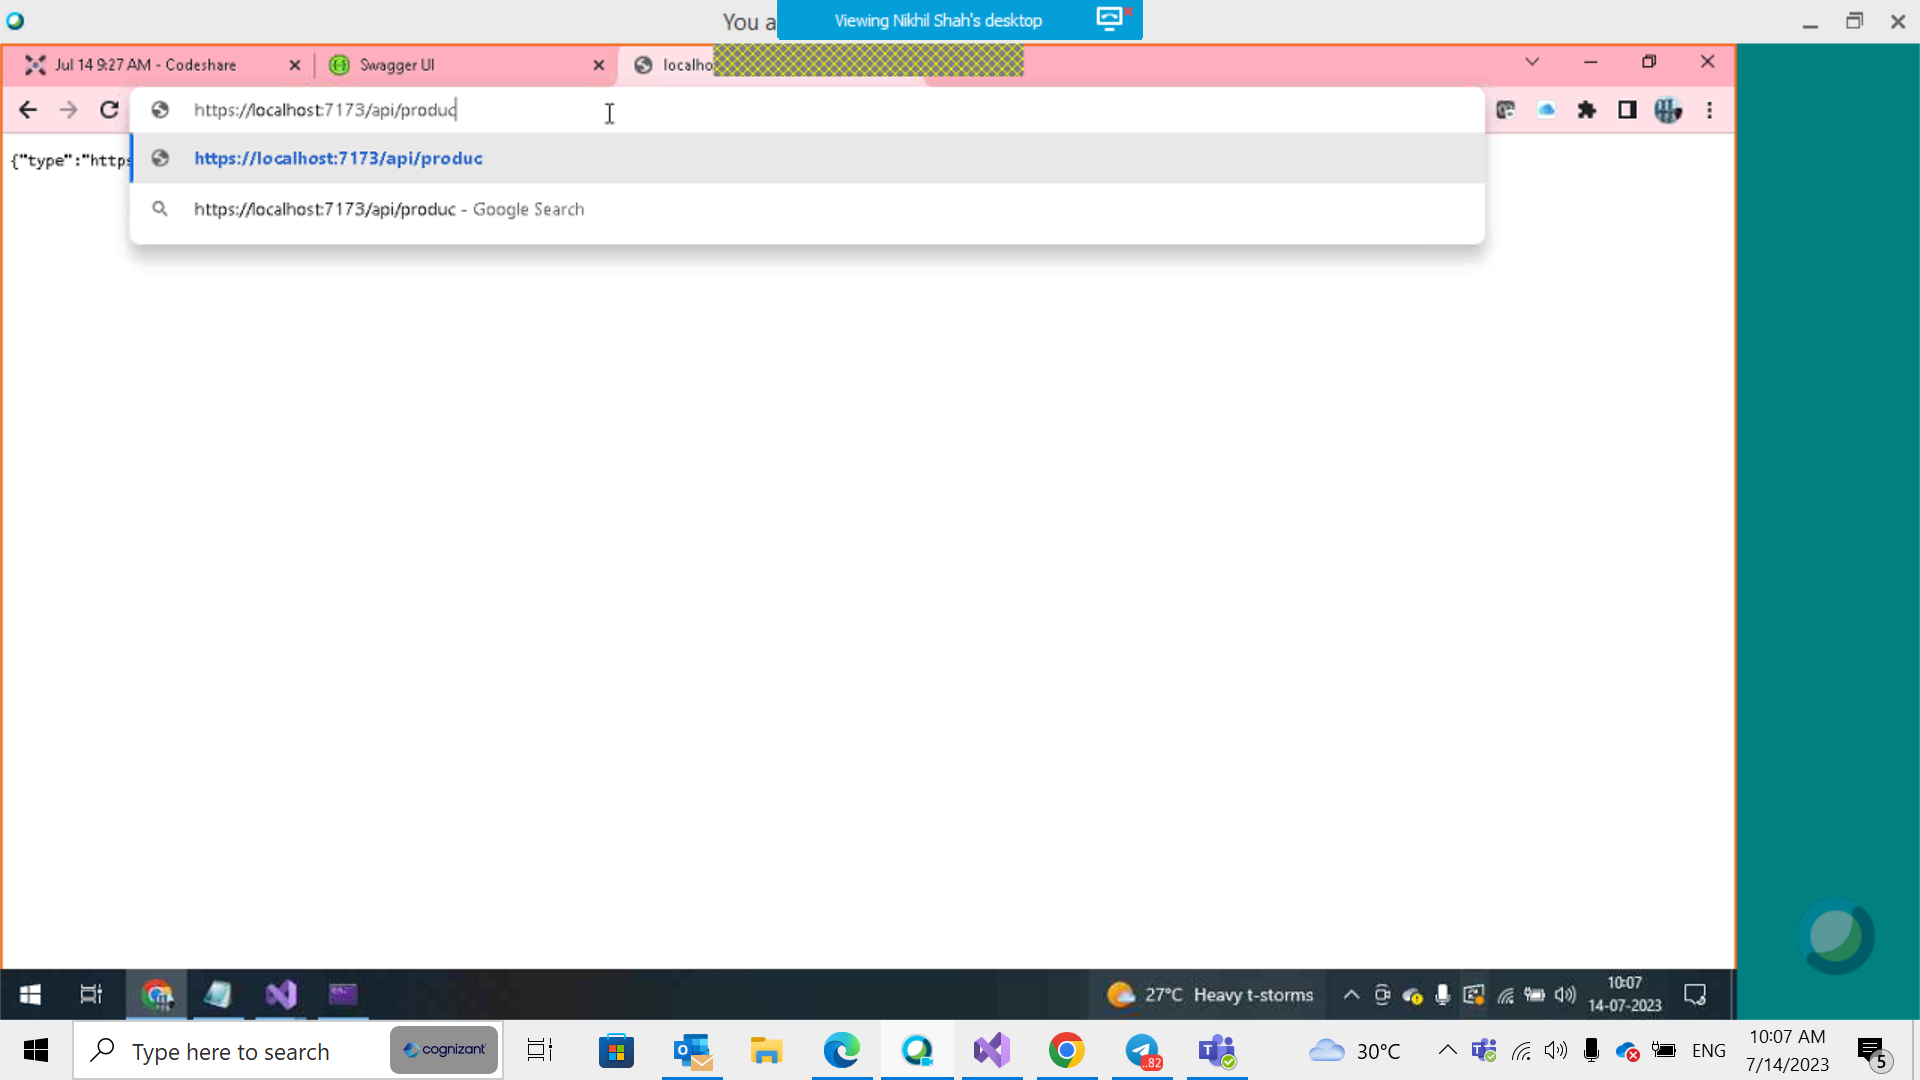 You a
Viewing Nikhil Shah's desktop
Jul 14 9:27 AM - Codeshare
Swagger UI
localho
https://localhost:7173/api/produc
{"type":"https
https://localhost:7173/api/produc
https://localhost:7173/api/produc - Google Search
27°C Heavy t-storms
10:07
14-07-2023
Type here to search
cognizant
..82
30°C
ENG
10:07 AM
7/14/2023
5